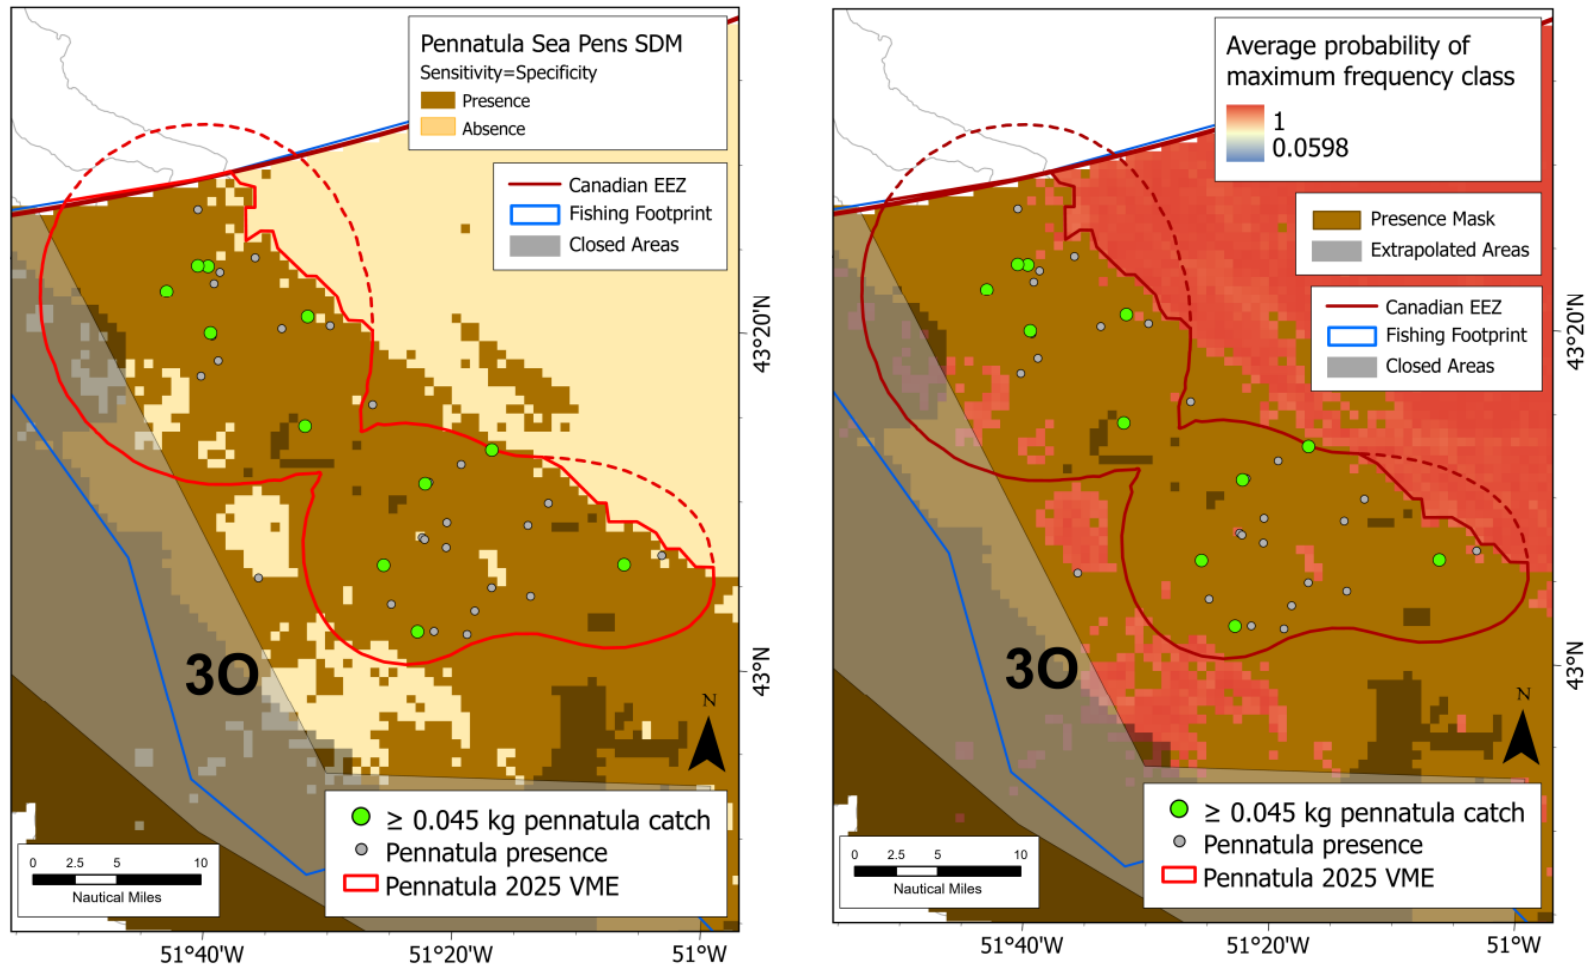 Pennatula Sea Pens SDM
Sensitivity=Specificity
Presence
Absence
Canadian EEZ
Fishing Footprint
Closed Areas
43°20'N
43°N
3O
N
≥ 0.045 kg pennatula catch
Pennatula presence
Pennatula 2025 VME
0 2.5 5 10
Nautical Miles
51°40'W 51°20'W 51°W
Average probability of
maximum frequency class
1
0.0598
Presence Mask
Extrapolated Areas
Canadian EEZ
Fishing Footprint
Closed Areas
43°20'N
43°N
3O
N
≥ 0.045 kg pennatula catch
Pennatula presence
Pennatula 2025 VME
0 2.5 5 10
Nautical Miles
51°40'W 51°20'W 51°W